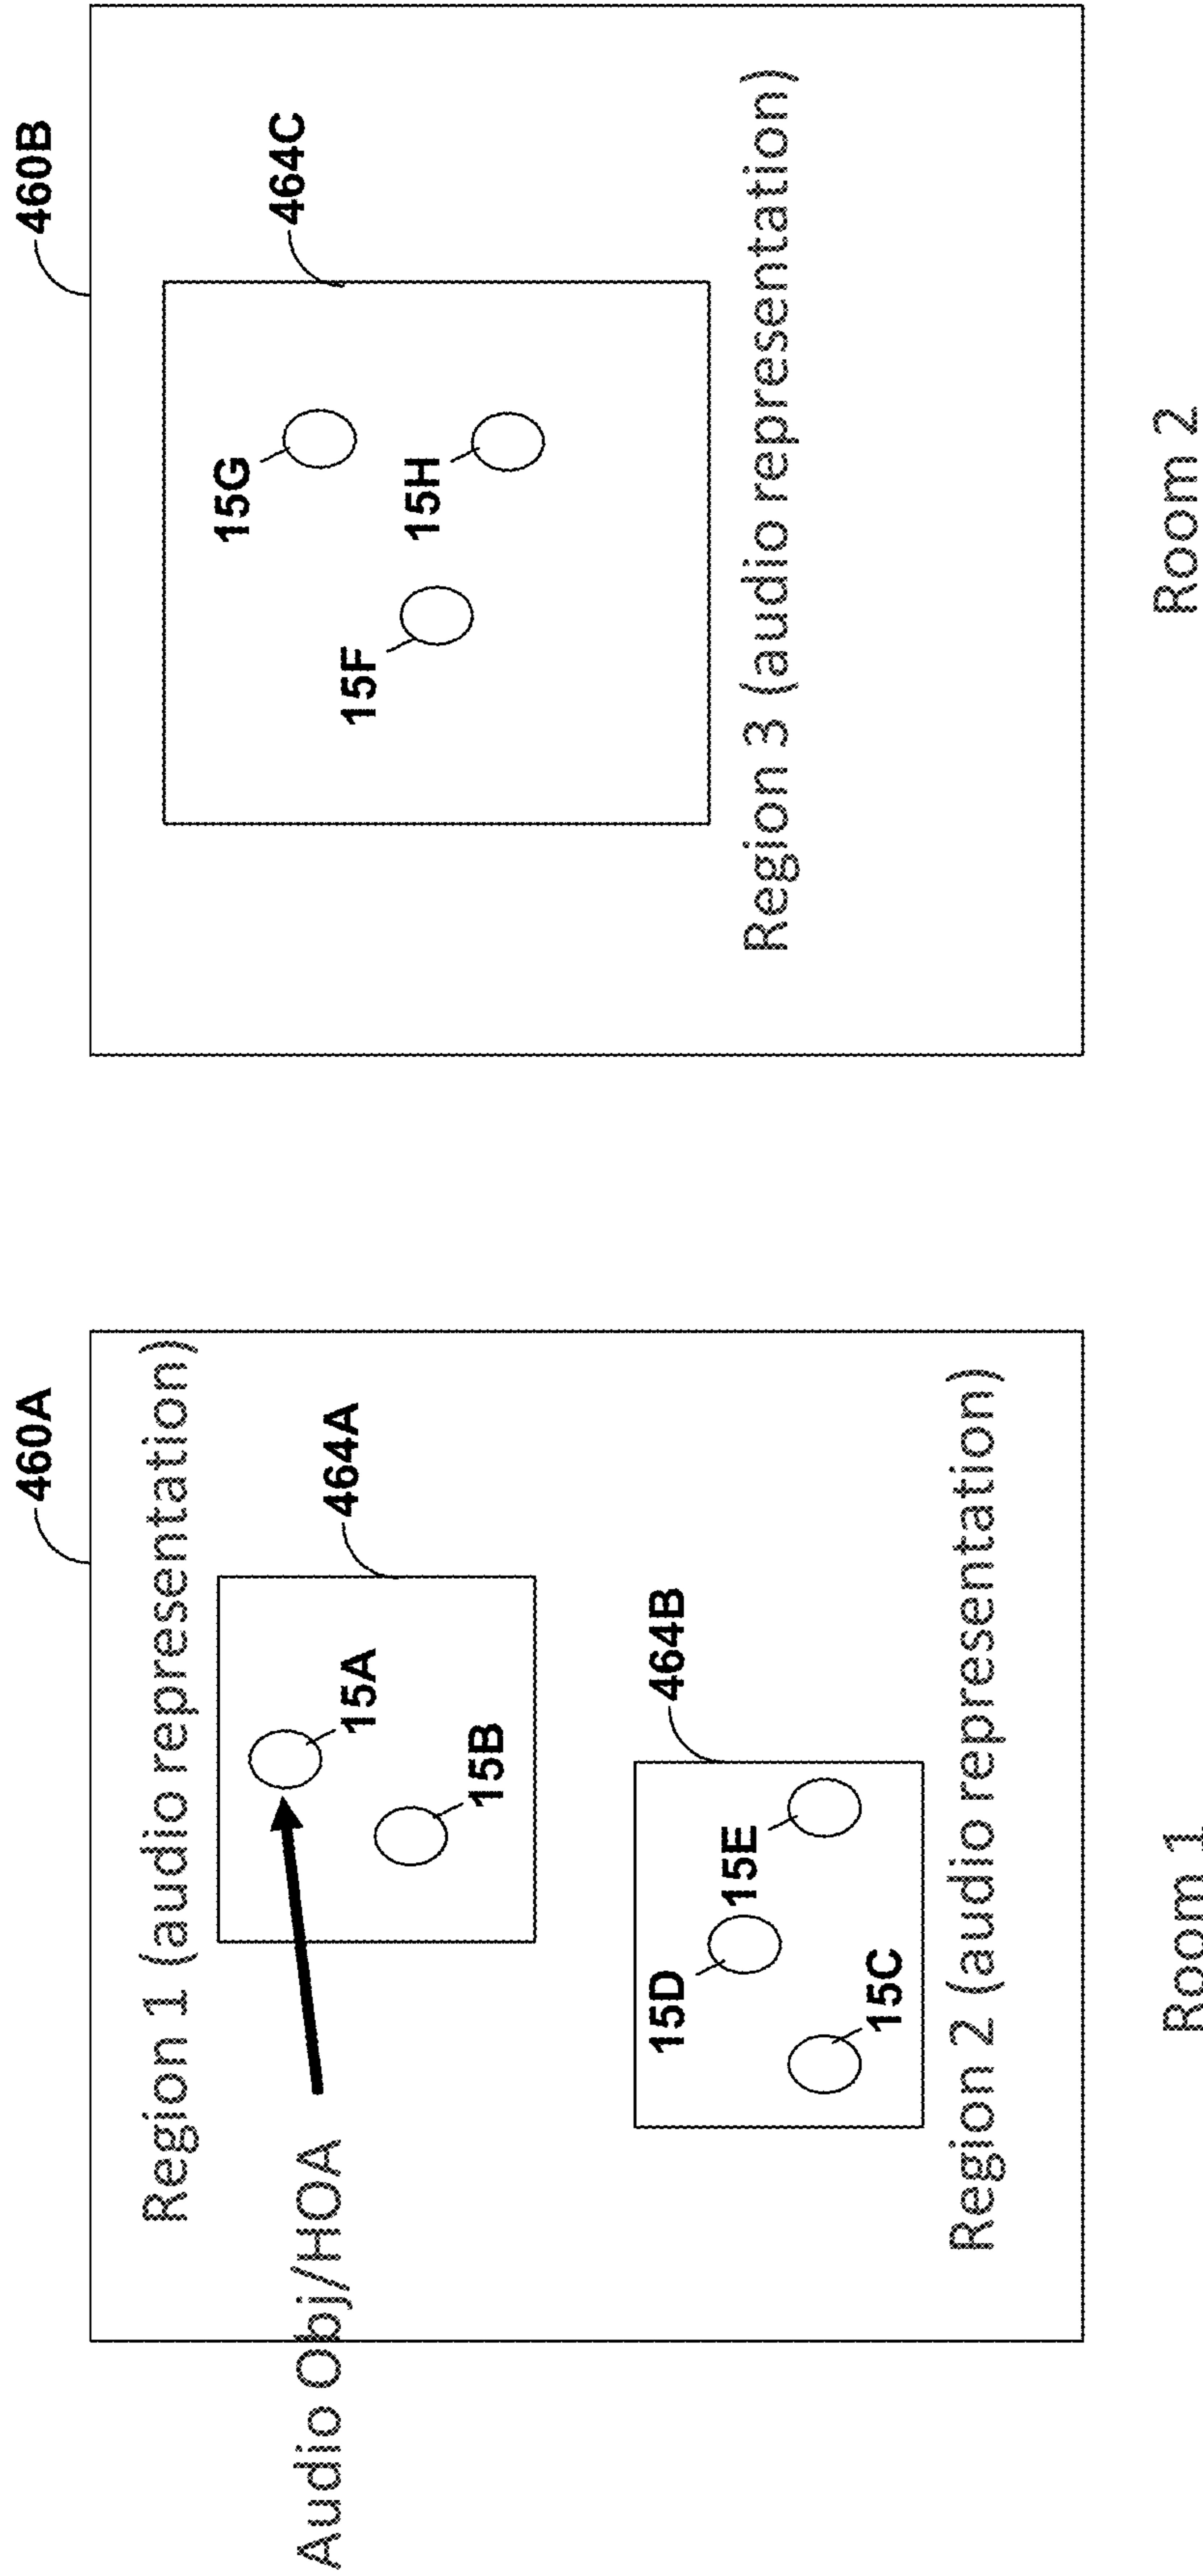 460A
Region 1 (audio representation)
464A
15A
Audio Obj/HOA
15B
464B
15D
15E
15C
Region 2 (audio representation)
Room 1
460B
464C
15G
15F
15H
Region 3 (audio representation)
Room 2